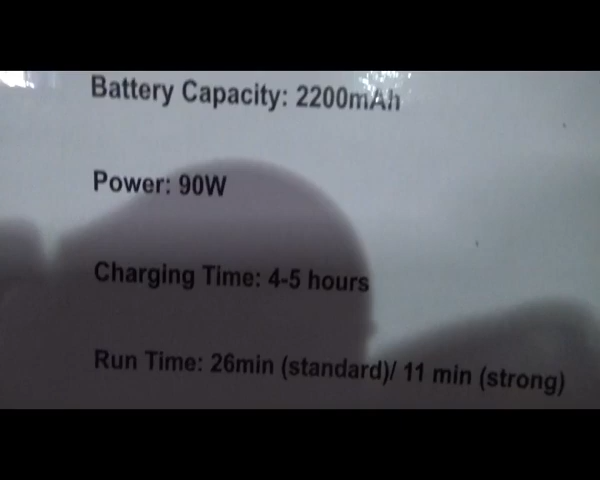 Battery Capacity: 2200mAh
Power: 90W
Charging Time: 4-5 hours
Run Time: 26min (standard)/ 11 min (strong)